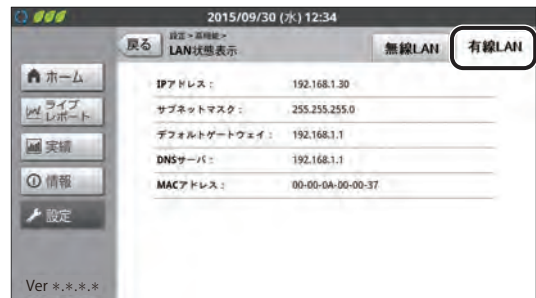 2015/09/30 (水) 12:34
戻る
設定>高機能>
LAN状態表示
無線LAN
有線LAN
ホーム
ライブ
レポート
実績
情報
設定
IPアドレス： 192.168.1.30
サブネットマスク： 255.255.255.0
デフォルトゲートウェイ： 192.168.1.1
DNSサーバ： 192.168.1.1
MACアドレス： 00-00-0A-00-00-37
Ver *.*.*.*